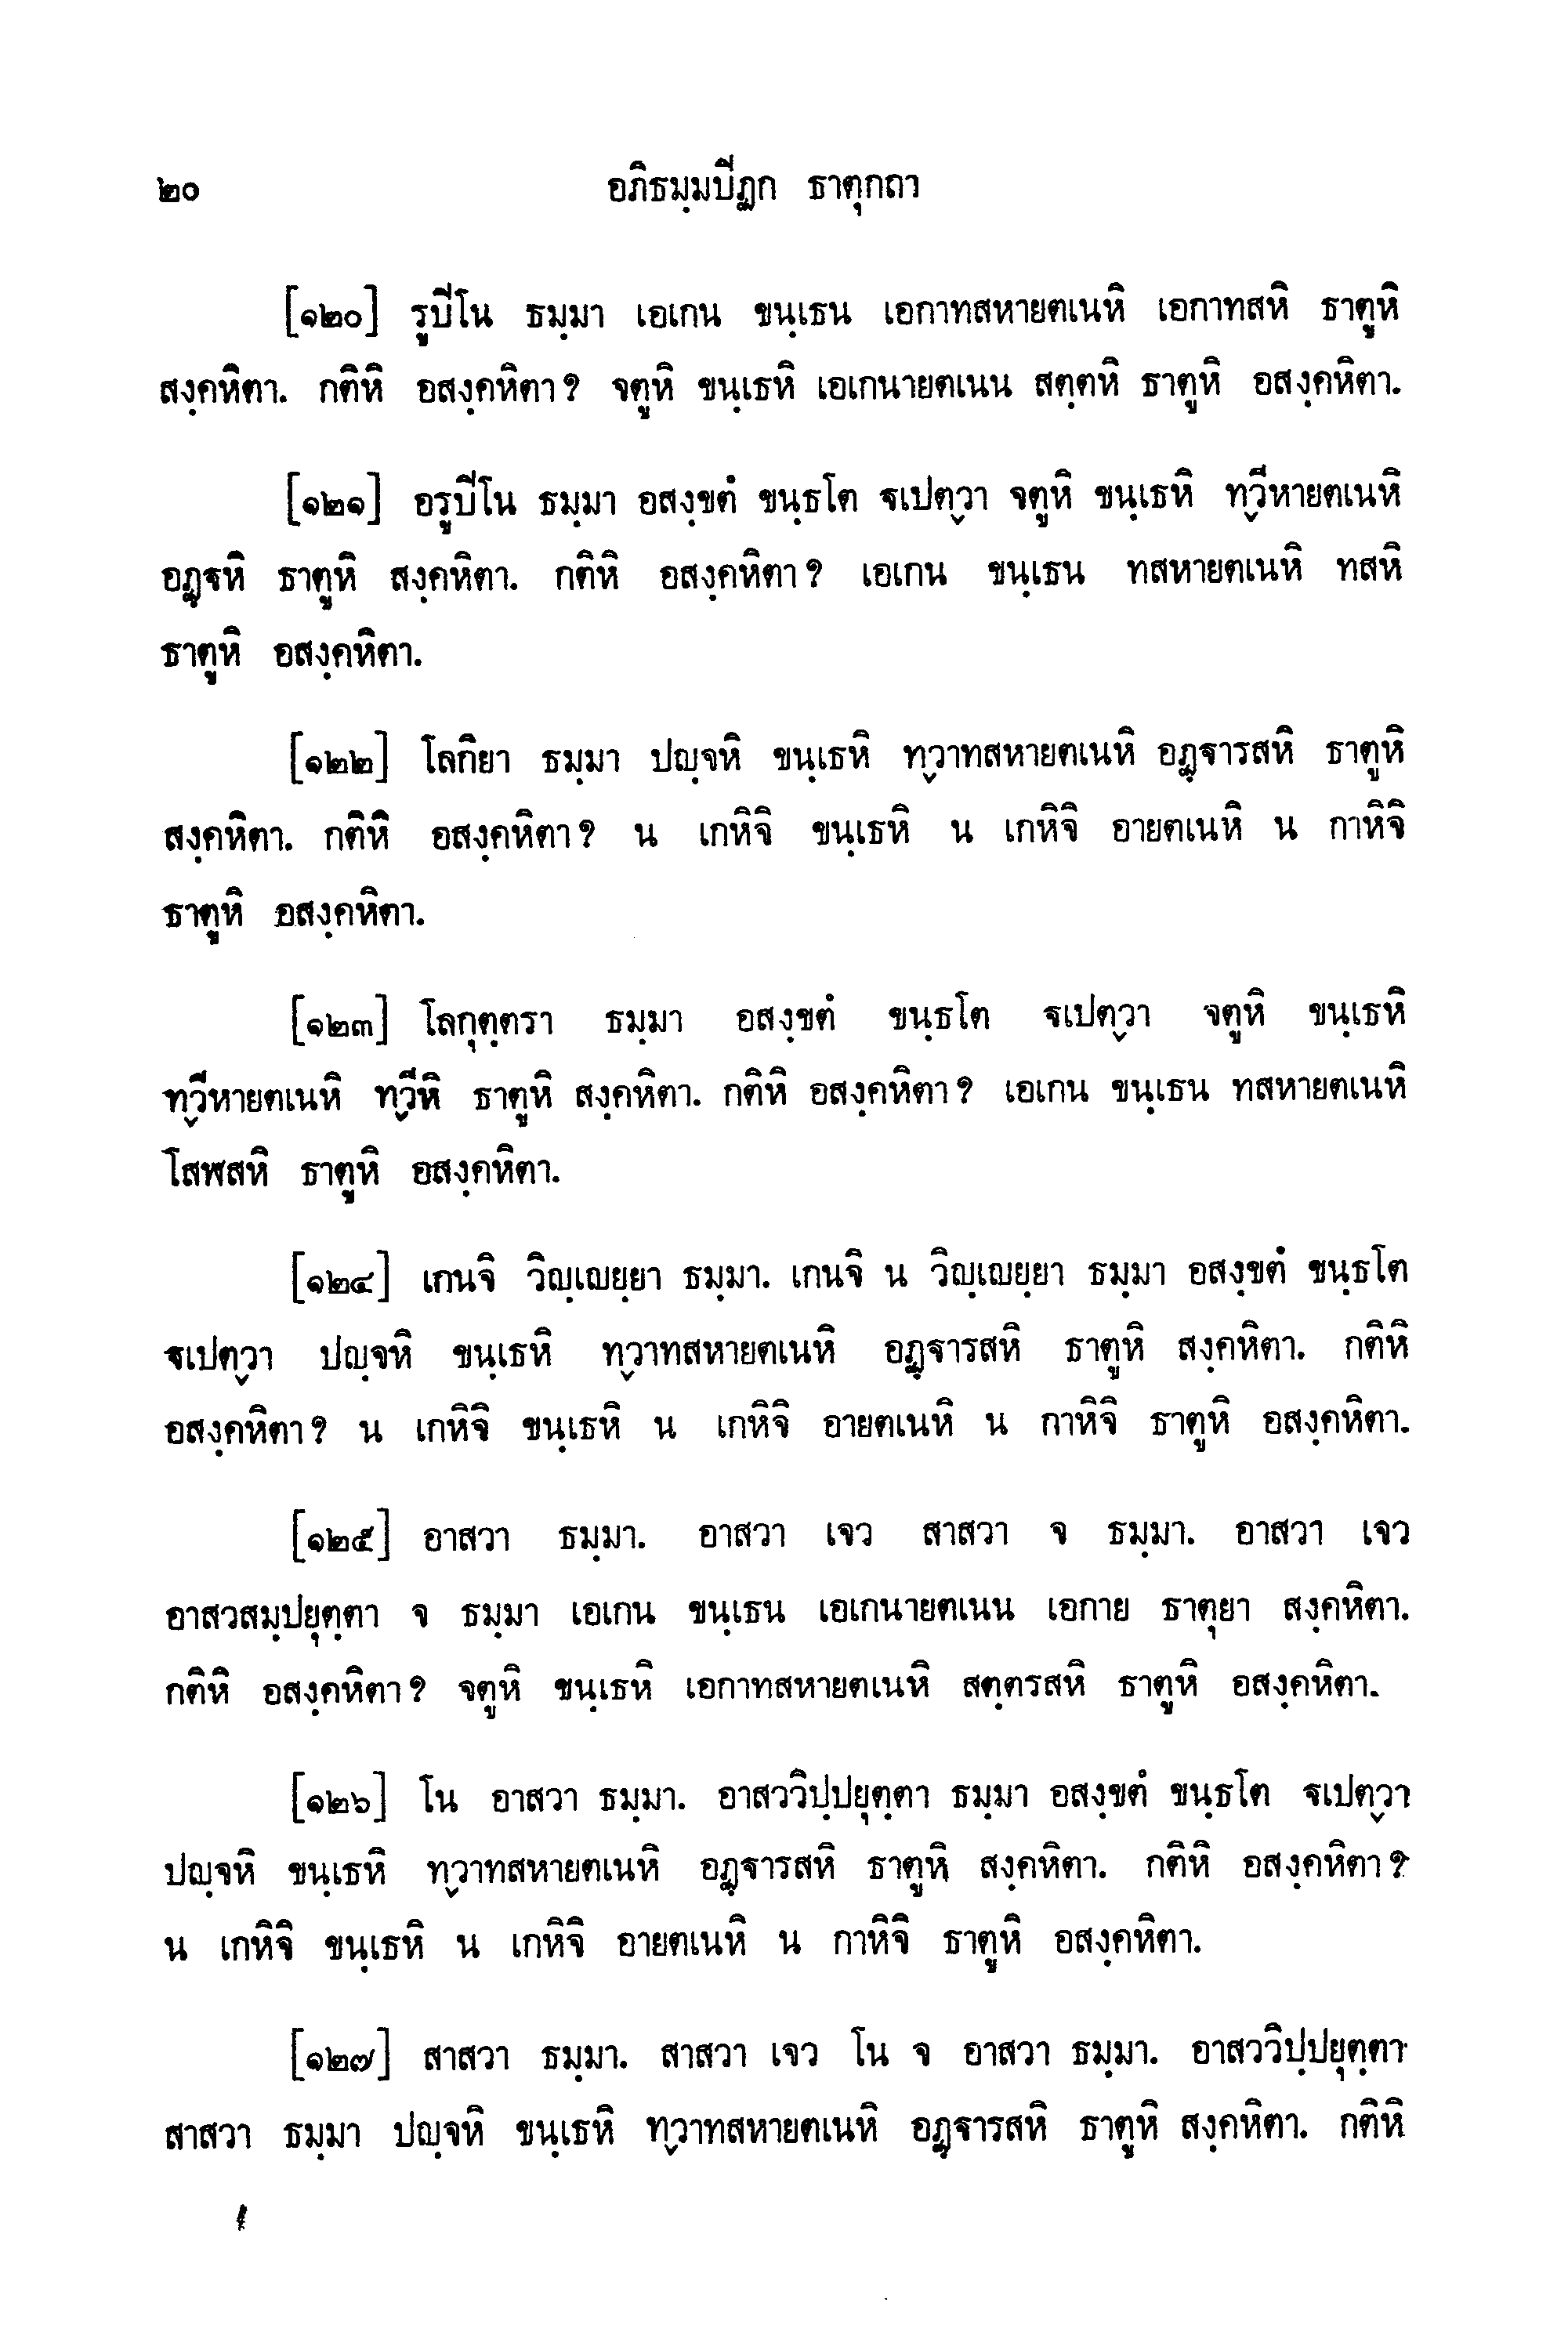 ๒๐ อภิธมฺมปิฏก ธาตุกถา
[๑๒๐] รูปิโน ธมฺมา เอเกน ขนฺเธน เอกาทสหายตเนหิ เอกาทสหิ ธาตูหิ
สงฺคหิตา. กติหิ อสงฺคหิตา? จตูหิ ขนฺเธหิ เอเกนายตเนน สตฺตหิ ธาตูหิ อสงฺคหิตา.
[๑๒๑] อรูปิโน ธมฺมา อสงฺขตํ ขนฺธโต ฐเปตฺวา จตูหิ ขนฺเธหิ ทฺวีหายตเนหิ
อฏฺฐหิ ธาตูหิ สงฺคหิตา. กติหิ อสงฺคหิตา? เอเกน ขนฺเธน ทสหายตเนหิ ทสหิ
ธาตูหิ อสงฺคหิตา.
[๑๒๒] โลกิยา ธมฺมา ปญฺจหิ ขนฺเธหิ ทฺวาทสหายตเนหิ อฏฺฐารสหิ ธาตูหิ
สงฺคหิตา. กติหิ อสงฺคหิตา? น เกหิจิ ขนฺเธหิ น เกหิจิ อายตเนหิ น กาหิจิ
ธาตูหิ อสงฺคหิตา.
[๑๒๓] โลกุตฺตรา ธมฺมา อสงฺขตํ ขนฺธโต ฐเปตฺวา จตูหิ ขนฺเธหิ
ทฺวีหายตเนหิ ทฺวีหิ ธาตูหิ สงฺคหิตา. กติหิ อสงฺคหิตา? เอเกน ขนฺเธน ทสหายตเนหิ
โสฬสหิ ธาตูหิ อสงฺคหิตา.
[๑๒๔] เกนจิ วิญฺเญยฺยา ธมฺมา. เกนจิ น วิญฺเญยฺยา ธมฺมา อสงฺขตํ ขนฺธโต
ฐเปตฺวา ปญฺจหิ ขนฺเธหิ ทฺวาทสหายตเนหิ อฏฺฐารสหิ ธาตูหิ สงฺคหิตา. กติหิ
อสงฺคหิตา? น เกหิจิ ขนฺเธหิ น เกหิจิ อายตเนหิ น กาหิจิ ธาตูหิ อสงฺคหิตา.
[๑๒๕] อาสวา ธมฺมา. อาสวา เจว สาสวา จ ธมฺมา. อาสวา เจว
อาสวสมฺปยุตฺตา จ ธมฺมา เอเกน ขนฺเธน เอเกนายตเนน เอกาย ธาตุยา สงฺคหิตา.
กติหิ อสงฺคหิตา? จตูหิ ขนฺเธหิ เอกาทสหายตเนหิ สตฺตรสหิ ธาตูหิ อสงฺคหิตา.
[๑๒๖] โน อาสวา ธมฺมา. อาสววิปฺปยุตฺตา ธมฺมา อสงฺขตํ ขนฺธโต ฐเปตฺวา
ปญฺจหิ ขนฺเธหิ ทฺวาทสหายตเนหิ อฏฺฐารสหิ ธาตูหิ สงฺคหิตา. กติหิ อสงฺคหิตา?
น เกหิจิ ขนฺเธหิ น เกหิจิ อายตเนหิ น กาหิจิ ธาตูหิ อสงฺคหิตา.
[๑๒๗] สาสวา ธมฺมา. สาสวา เจว โน จ อาสวา ธมฺมา. อาสววิปฺปยุตฺตา
สาสวา ธมฺมา ปญฺจหิ ขนฺเธหิ ทฺวาทสหายตเนหิ อฏฺฐารสหิ ธาตูหิ สงฺคหิตา. กติหิ